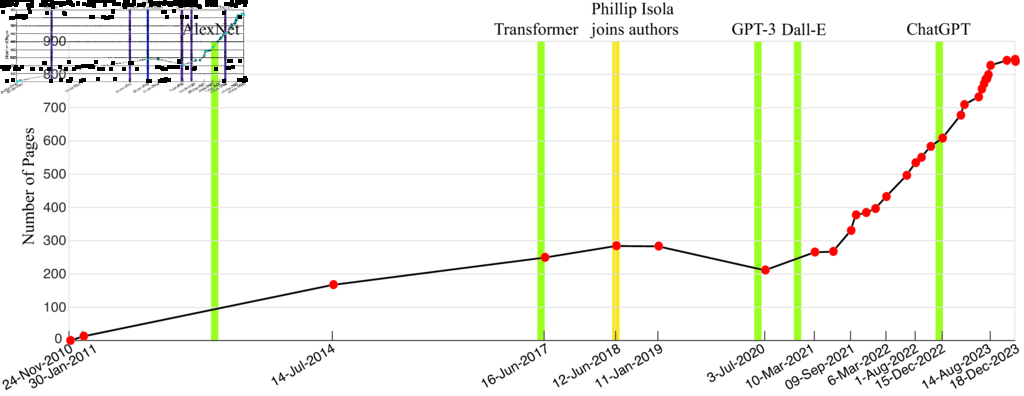 Phillip Isola
AlexNet
Transformer
joins authors
GPT-3
Dall-E
ChatGPT
900
800
700
600
500
400
300
200
100
0
Number of Pages
24-Nov-2010
30-Jan-2011
14-Jul-2014
16-Jun-2017
12-Jun-2018
11-Jan-2019
3-Jul-2020
10-Mar-2021
09-Sep-2021
6-Mar-2022
1-Aug-2022
15-Dec-2022
14-Aug-2023
18-Dec-2023